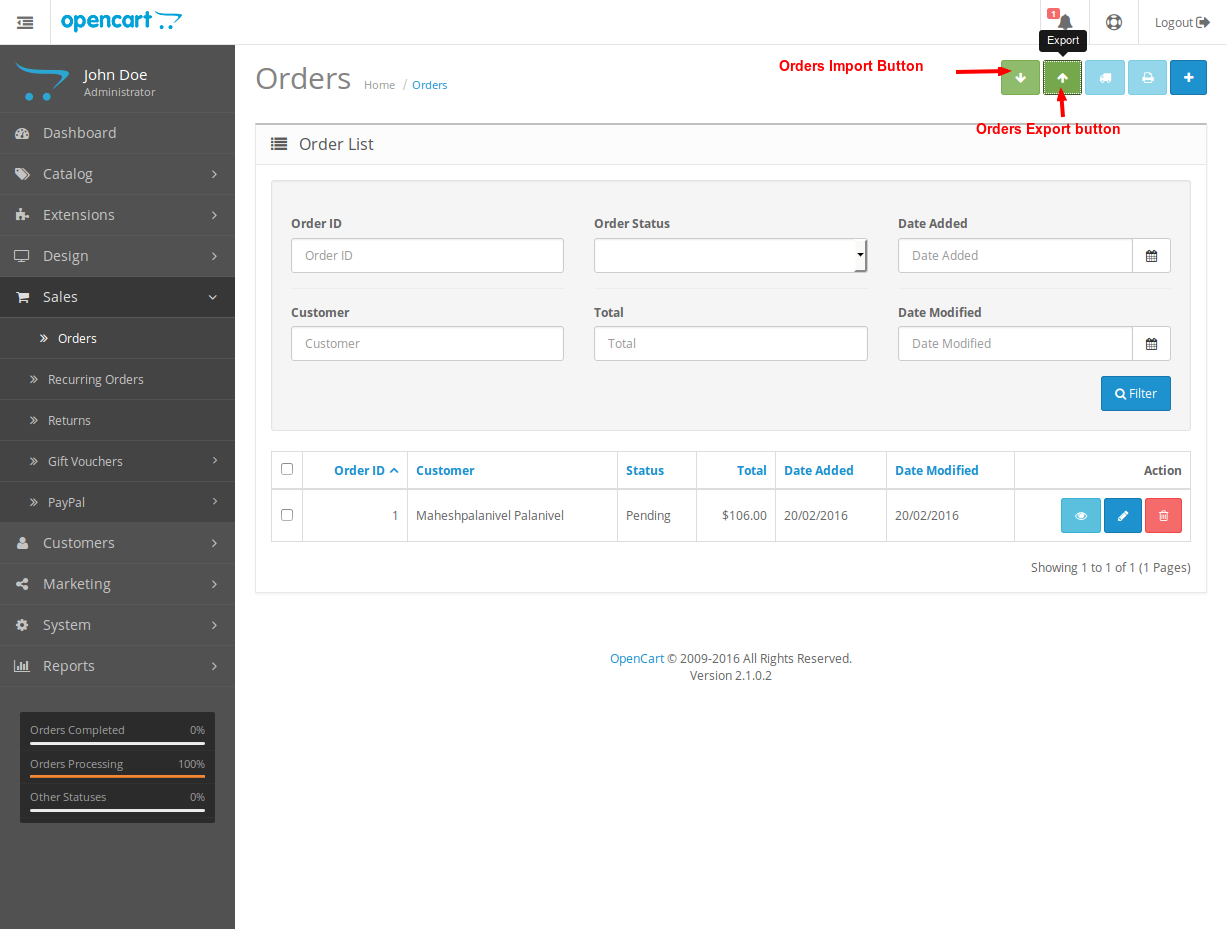 opencart
1
Logout
Export
John Doe
Administrator
Orders
Home / Orders
Orders Import Button
Orders Export button
Dashboard
Catalog
Extensions
Design
Sales
Orders
Recurring Orders
Returns
Gift Vouchers
PayPal
Customers
Marketing
System
Reports
Orders Completed 0%
Orders Processing 100%
Other Statuses 0%
Order List
Order ID Order Status Date Added
Order ID Date Added
Customer Total Date Modified
Customer Total Date Modified
Filter
Order ID Customer Status Total Date Added Date Modified Action
1 Maheshpalanivel Palanivel Pending $106.00 20/02/2016 20/02/2016
Showing 1 to 1 of 1 (1 Pages)
OpenCart © 2009-2016 All Rights Reserved.
Version 2.1.0.2